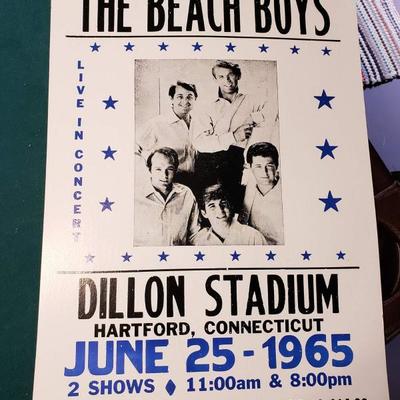 THE BEACH BOYS
LIVE IN CONCERT
DILLON STADIUM
HARTFORD, CONNECTICUT
JUNE 25-1965
2 SHOWS ♦ 11:00am & 8:00pm